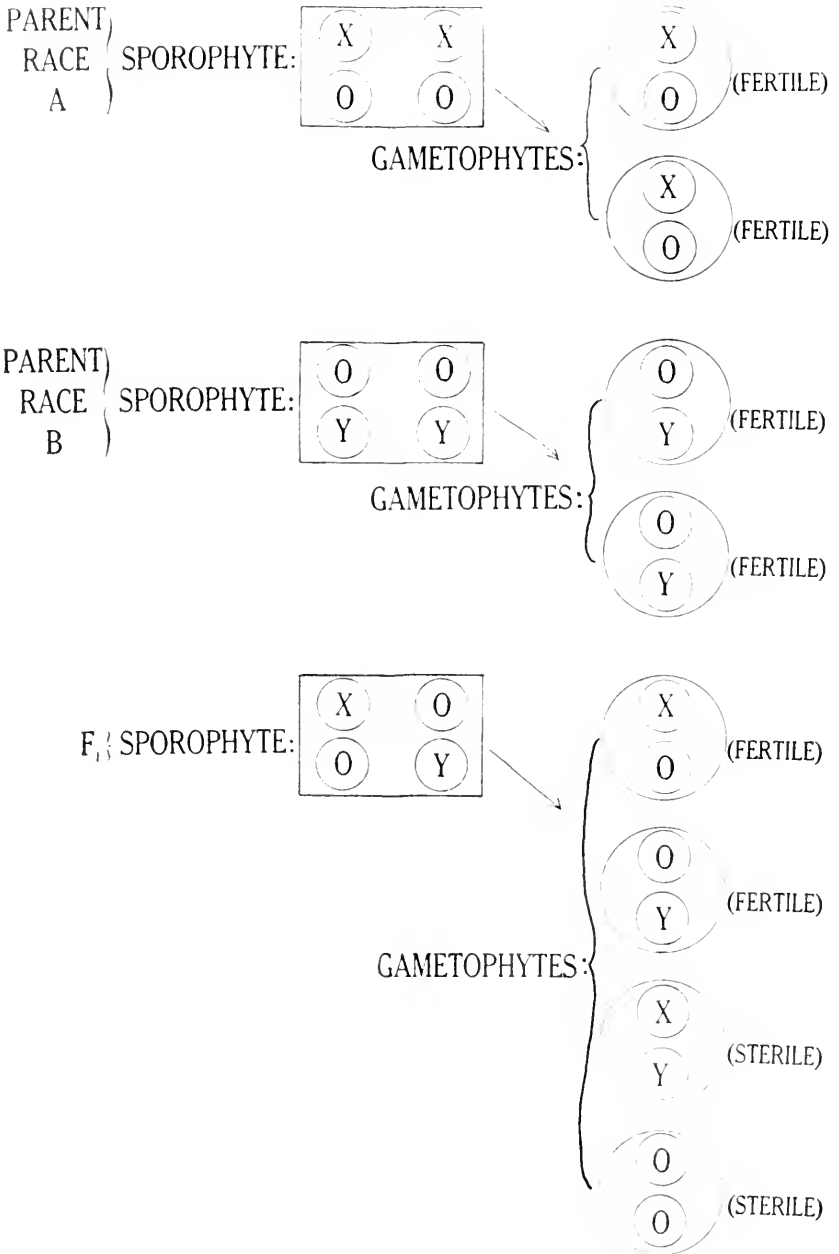 PARENT
RACE
A
SPOROPHYTE:
X X
O O
GAMETOPHYTES:
X
O
(FERTILE)
X
O
(FERTILE)
PARENT
RACE
B
SPOROPHYTE:
O O
Y Y
GAMETOPHYTES:
O
Y
(FERTILE)
O
Y
(FERTILE)
F₁ SPOROPHYTE:
X O
O Y
GAMETOPHYTES:
X
O
(FERTILE)
O
Y
(FERTILE)
X
Y
(STERILE)
O
O
(STERILE)